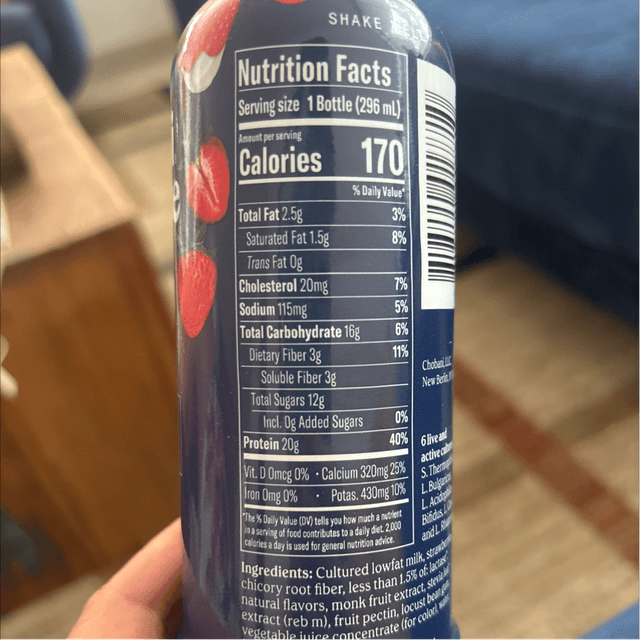 SHAKE
Nutrition Facts
Serving size 1 Bottle (296 mL)
Amount per serving
Calories 170
% Daily Value*
Total Fat 2.5g 3%
Saturated Fat 1.5g 8%
Trans Fat 0g
Cholesterol 20mg 7%
Sodium 115mg 5%
Total Carbohydrate 16g 6%
Dietary Fiber 3g 11%
Soluble Fiber 3g
Total Sugars 12g
Incl. 0g Added Sugars 0%
Protein 20g 40%
Vit. D 0mcg 0% • Calcium 320mg 25%
Iron 0mg 0% • Potas. 430mg 10%
*The % Daily Value (DV) tells you how much a nutrient
in a serving of food contributes to a daily diet. 2,000
calories a day is used for general nutrition advice.
Ingredients: Cultured lowfat milk,
chicory root fiber, less than 1.5% of:
natural flavors, monk fruit extract,
extract (reb m), fruit pectin, locust
vegetable juice concentrate (for color),
Chobani, LLC
New Berlin,
6 live and
active
S.
L.
L.
Bifidus,
and L.